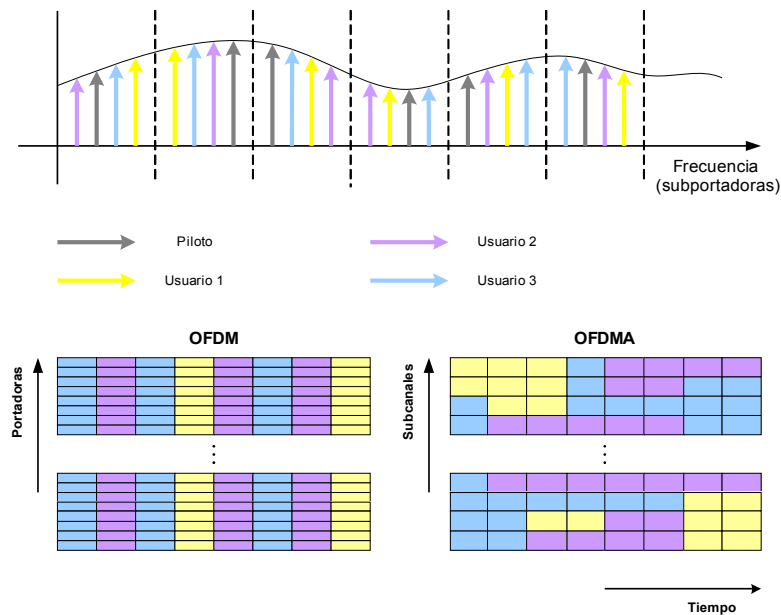 Frecuencia
(subportadoras)
Piloto
Usuario 2
Usuario 1
Usuario 3
OFDM
OFDMA
Portadoras
Subcanales
Tiempo